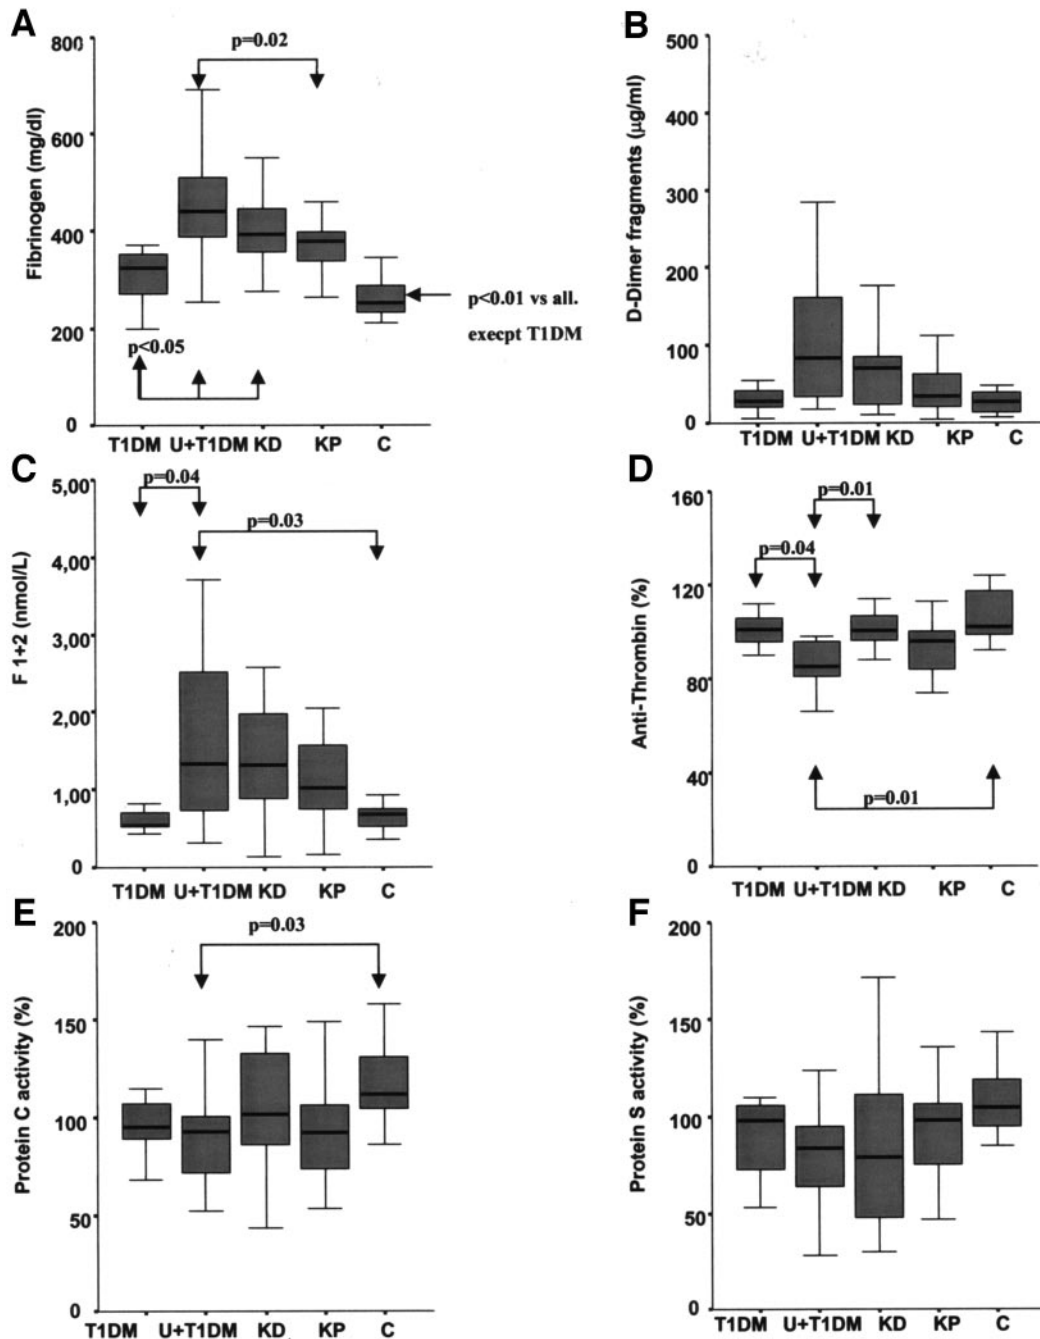 A
B
800
600
400
200
0
Fibrinogen (mg/dl)
p=0.02
p<0.01 vs all.
execpt T1DM
p<0.05
T1DM U+T1DM KD KP C
500
400
300
200
100
0
D-Dimer fragments (µg/ml)
T1DM U+T1DM KD KP C
C
D
5,00
4,00
3,00
2,00
1,00
0
F 1+2 (nmol/L)
p=0.04
p=0.03
T1DM U+T1DM KD KP C
160
120
80
40
0
Anti-Thrombin (%)
p=0.01
p=0.04
p=0.01
T1DM U+T1DM KD KP C
E
F
200
150
100
50
0
Protein C activity (%)
p=0.03
T1DM U+T1DM KD KP C
200
150
100
50
0
Protein S activity (%)
T1DM U+T1DM KD KP C